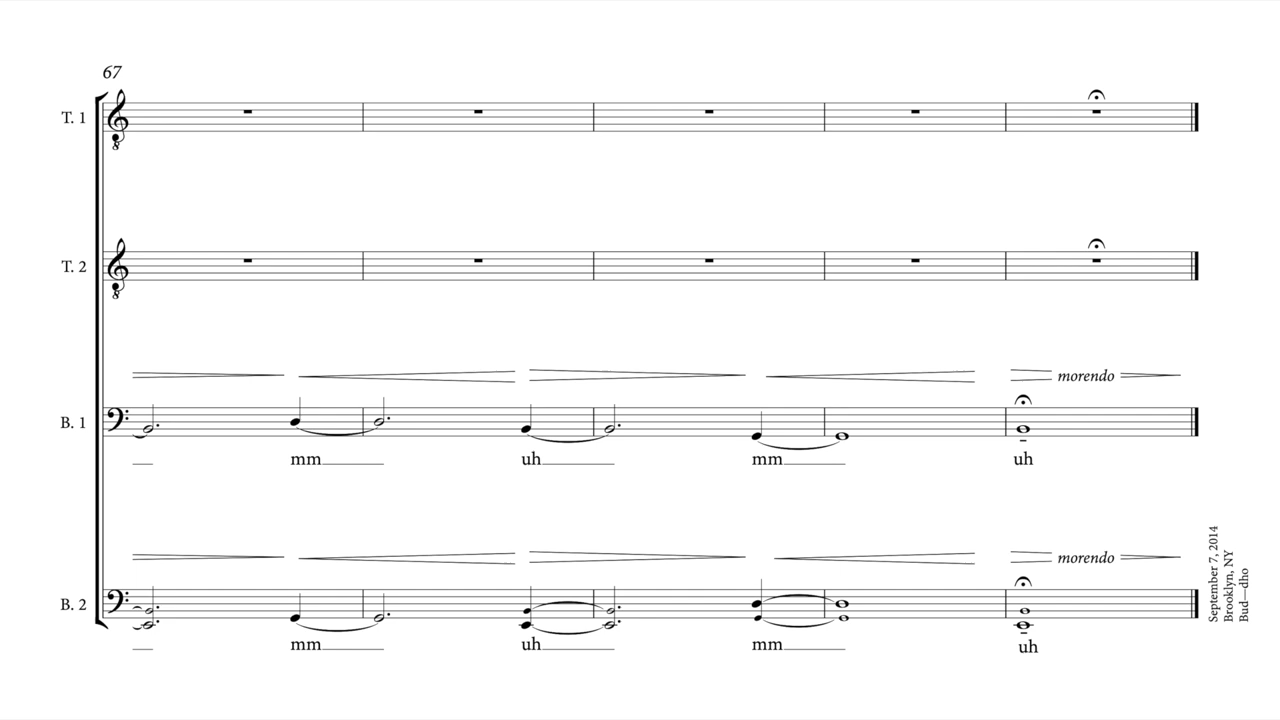 67
T. 1
T. 2
morendo
B. 1
mm uh mm uh
morendo
B. 2
mm uh mm uh
September 7, 2014
Brooklyn, NY
Bud—dho